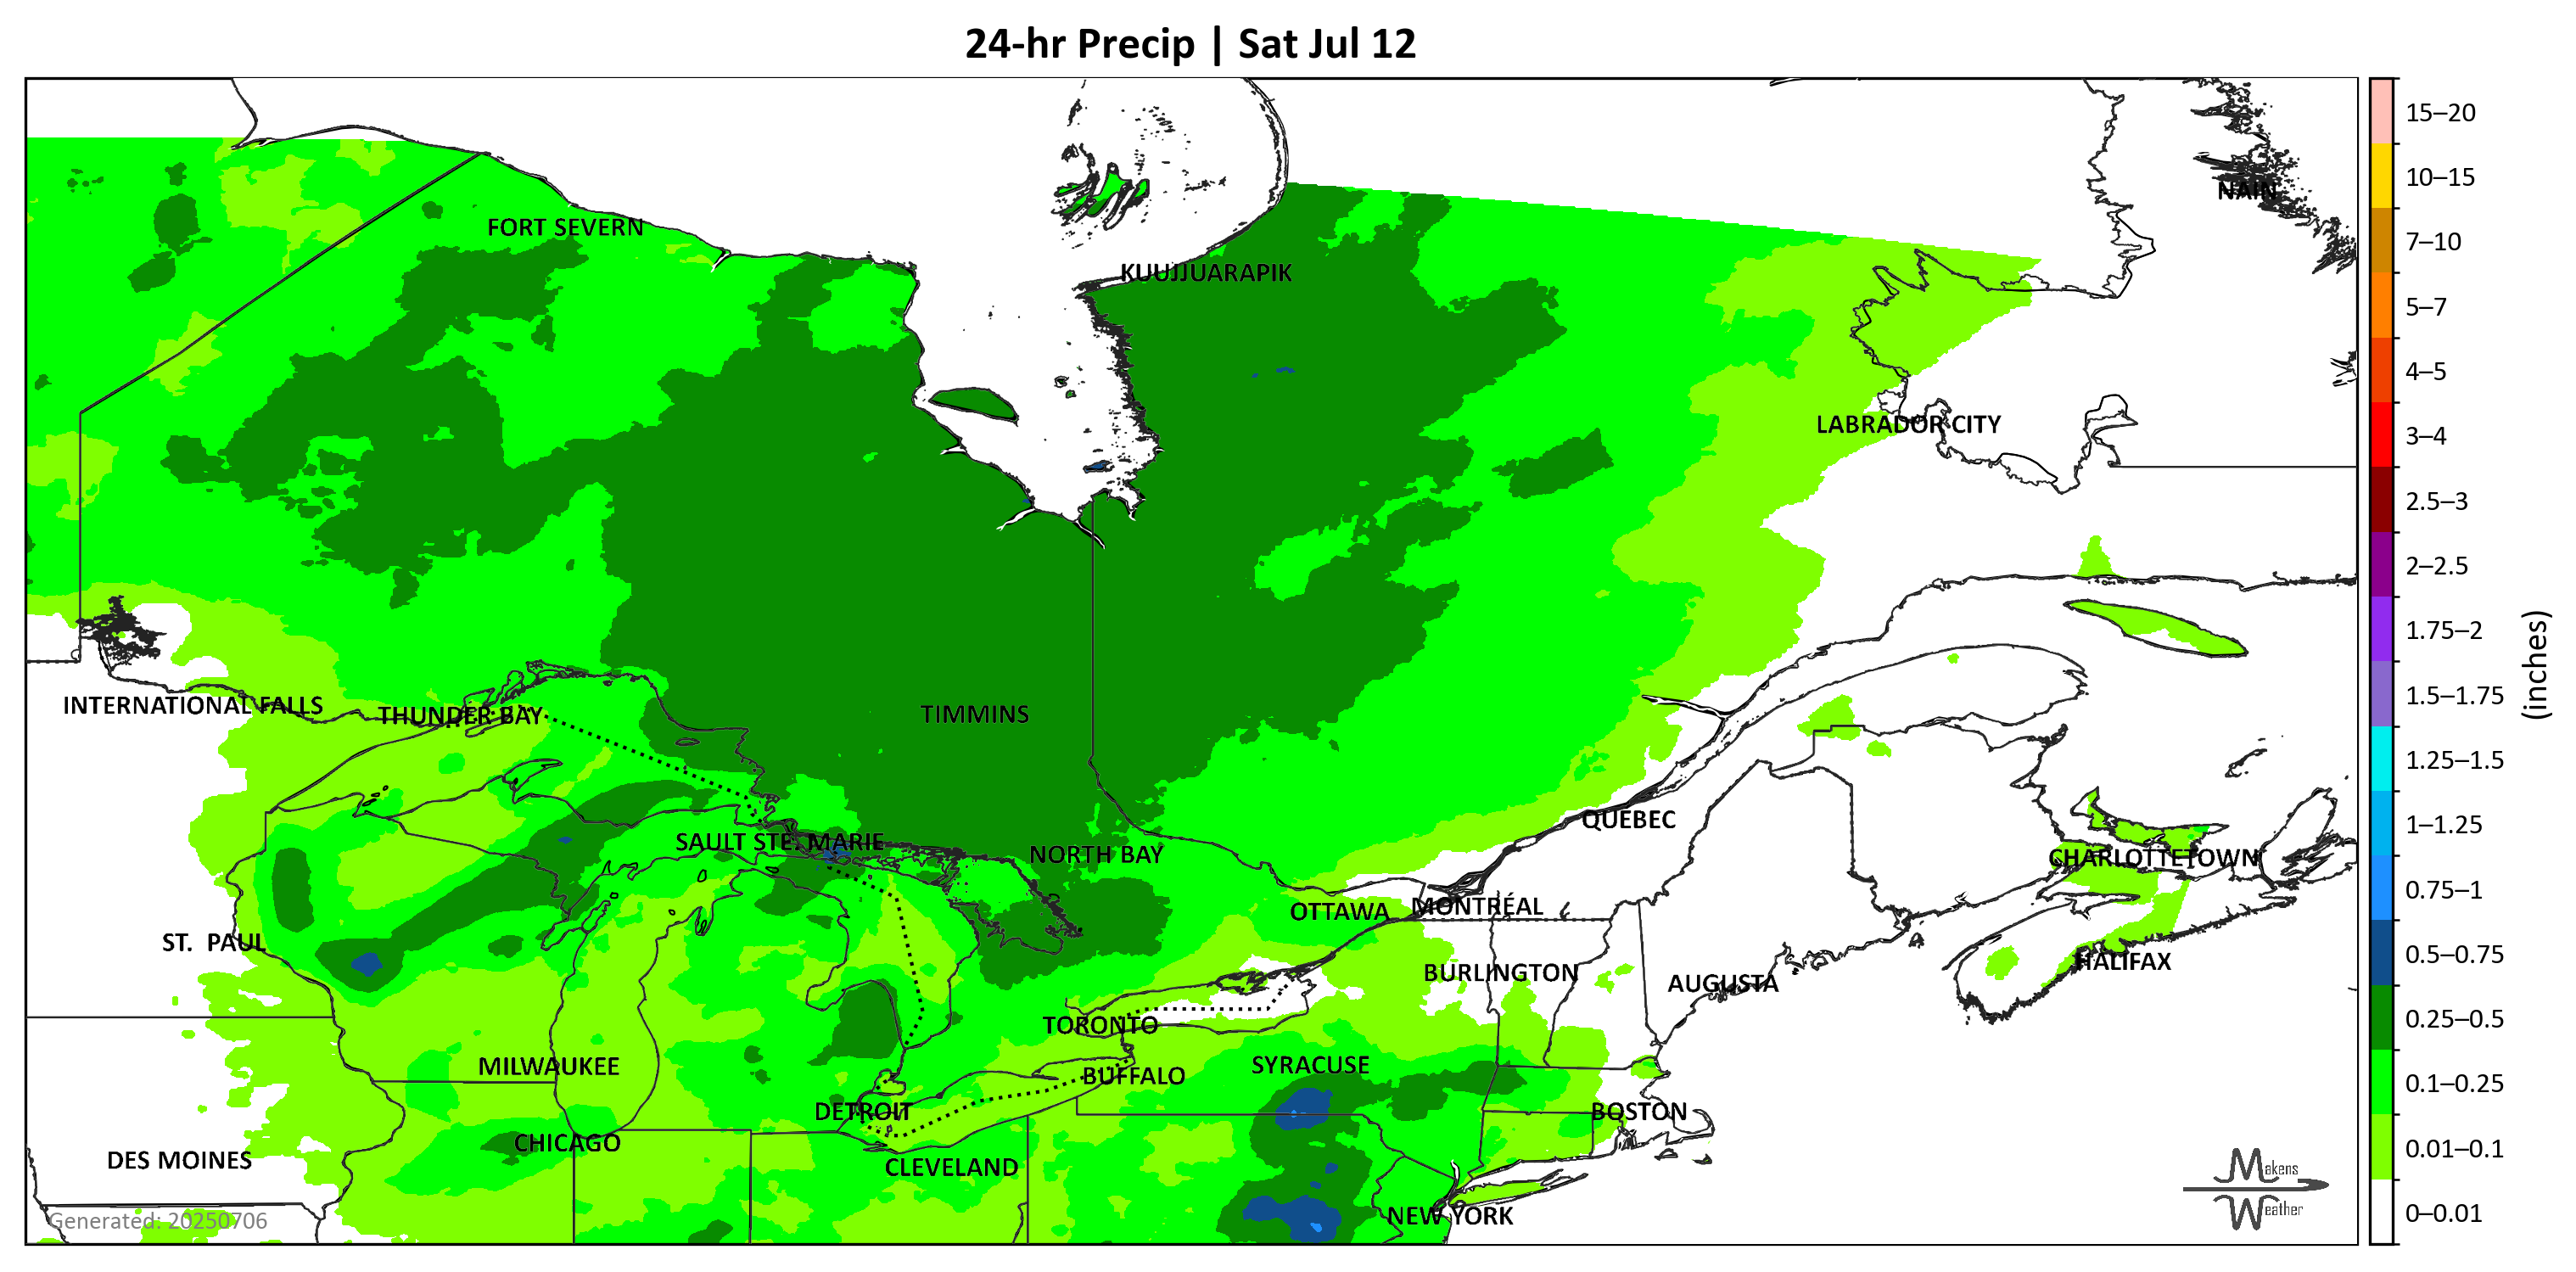 24-hr Precip | Sat Jul 12
NAIN
FORT SEVERN
KUUJJUARAPIK
LABRADOR CITY
INTERNATIONAL FALLS
THUNDER BAY
TIMMINS
QUÉBEC
SAULT STE. MARIE
NORTH BAY
CHARLOTTETOWN
OTTAWA
MONTRÉAL
ST. PAUL
HALIFAX
BURLINGTON
AUGUSTA
TORONTO
MILWAUKEE
SYRACUSE
BUFFALO
DETROIT
BOSTON
CHICAGO
DES MOINES
CLEVELAND
NEW YORK
Generated: 20250706
Makens
Weather
15–20
10–15
7–10
5–7
4–5
3–4
2.5–3
2–2.5
1.75–2
1.5–1.75
1.25–1.5
1–1.25
0.75–1
0.5–0.75
0.25–0.5
0.1–0.25
0.01–0.1
0–0.01
(inches)